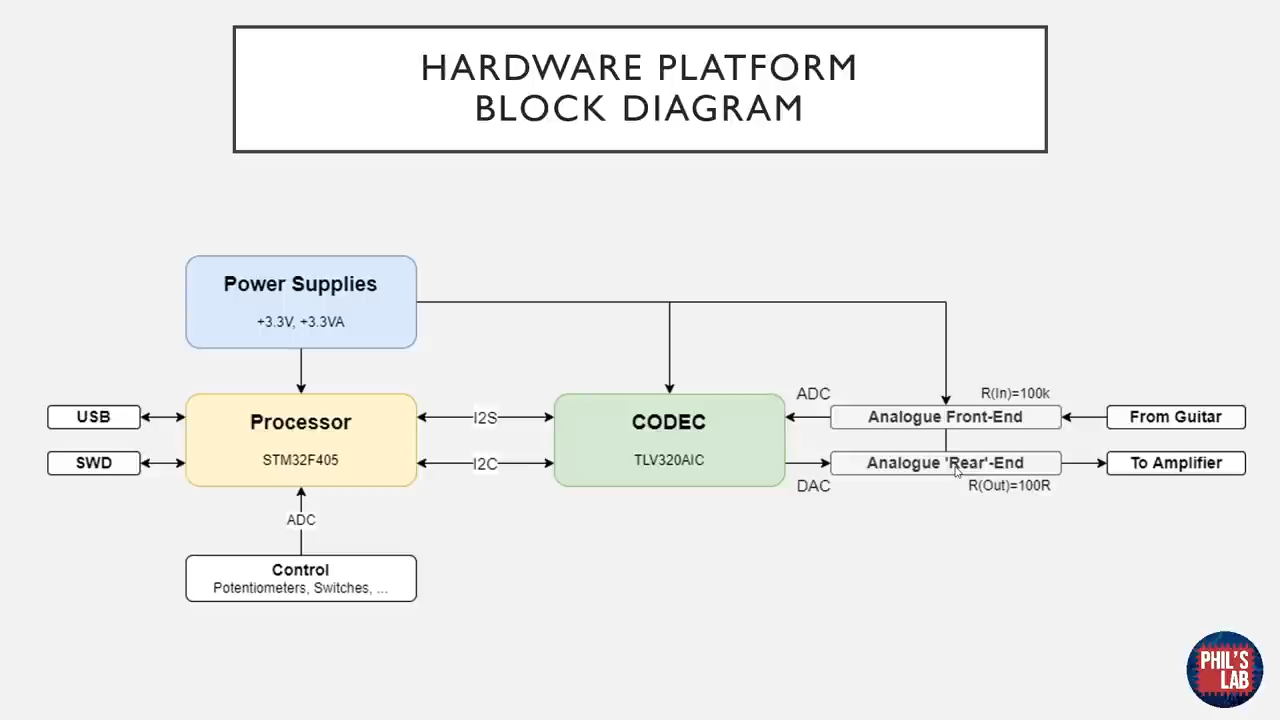 HARDWARE PLATFORM
BLOCK DIAGRAM
Power Supplies
+3.3V, +3.3VA
USB
SWD
Processor
STM32F405
I2S
I2C
CODEC
TLV320AIC
ADC
DAC
R(In)=100k
Analogue Front-End
Analogue 'Rear'-End
R(Out)=100R
From Guitar
To Amplifier
ADC
Control
Potentiometers, Switches, ...
PHIL'S
LAB